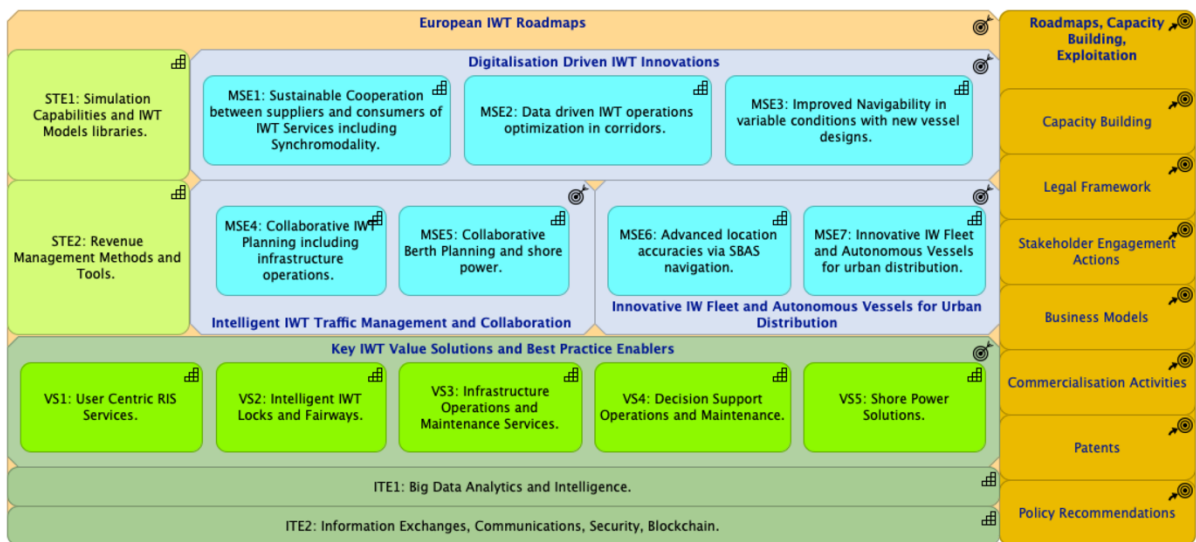 European IWT Roadmaps
STE1: Simulation
Capabilities and IWT
Models libraries.
Digitalisation Driven IWT Innovations
MSE1: Sustainable Cooperation
between suppliers and consumers of
IWT Services including
Synchromodality.
MSE2: Data driven IWT operations
optimization in corridors.
MSE3: Improved Navigability in
variable conditions with new vessel
designs.
STE2: Revenue
Management Methods and
Tools.
MSE4: Collaborative IWT
Planning including
infrastructure
operations.
MSE5: Collaborative
Berth Planning and shore
power.
Intelligent IWT Traffic Management and Collaboration
MSE6: Advanced location
accuracies via SBAS
navigation.
MSE7: Innovative IW Fleet
and Autonomous Vessels
for urban distribution.
Innovative IW Fleet and Autonomous Vessels for Urban
Distribution
Key IWT Value Solutions and Best Practice Enablers
VS1: User Centric RIS
Services.
VS2: Intelligent IWT
Locks and Fairways.
VS3: Infrastructure
Operations and
Maintenance Services.
VS4: Decision Support
Operations and Maintenance.
VS5: Shore Power
Solutions.
ITE1: Big Data Analytics and Intelligence.
ITE2: Information Exchanges, Communications, Security, Blockchain.
Roadmaps, Capacity
Building,
Exploitation
Capacity Building
Legal Framework
Stakeholder Engagement
Actions
Business Models
Commercialisation Activities
Patents
Policy Recommendations